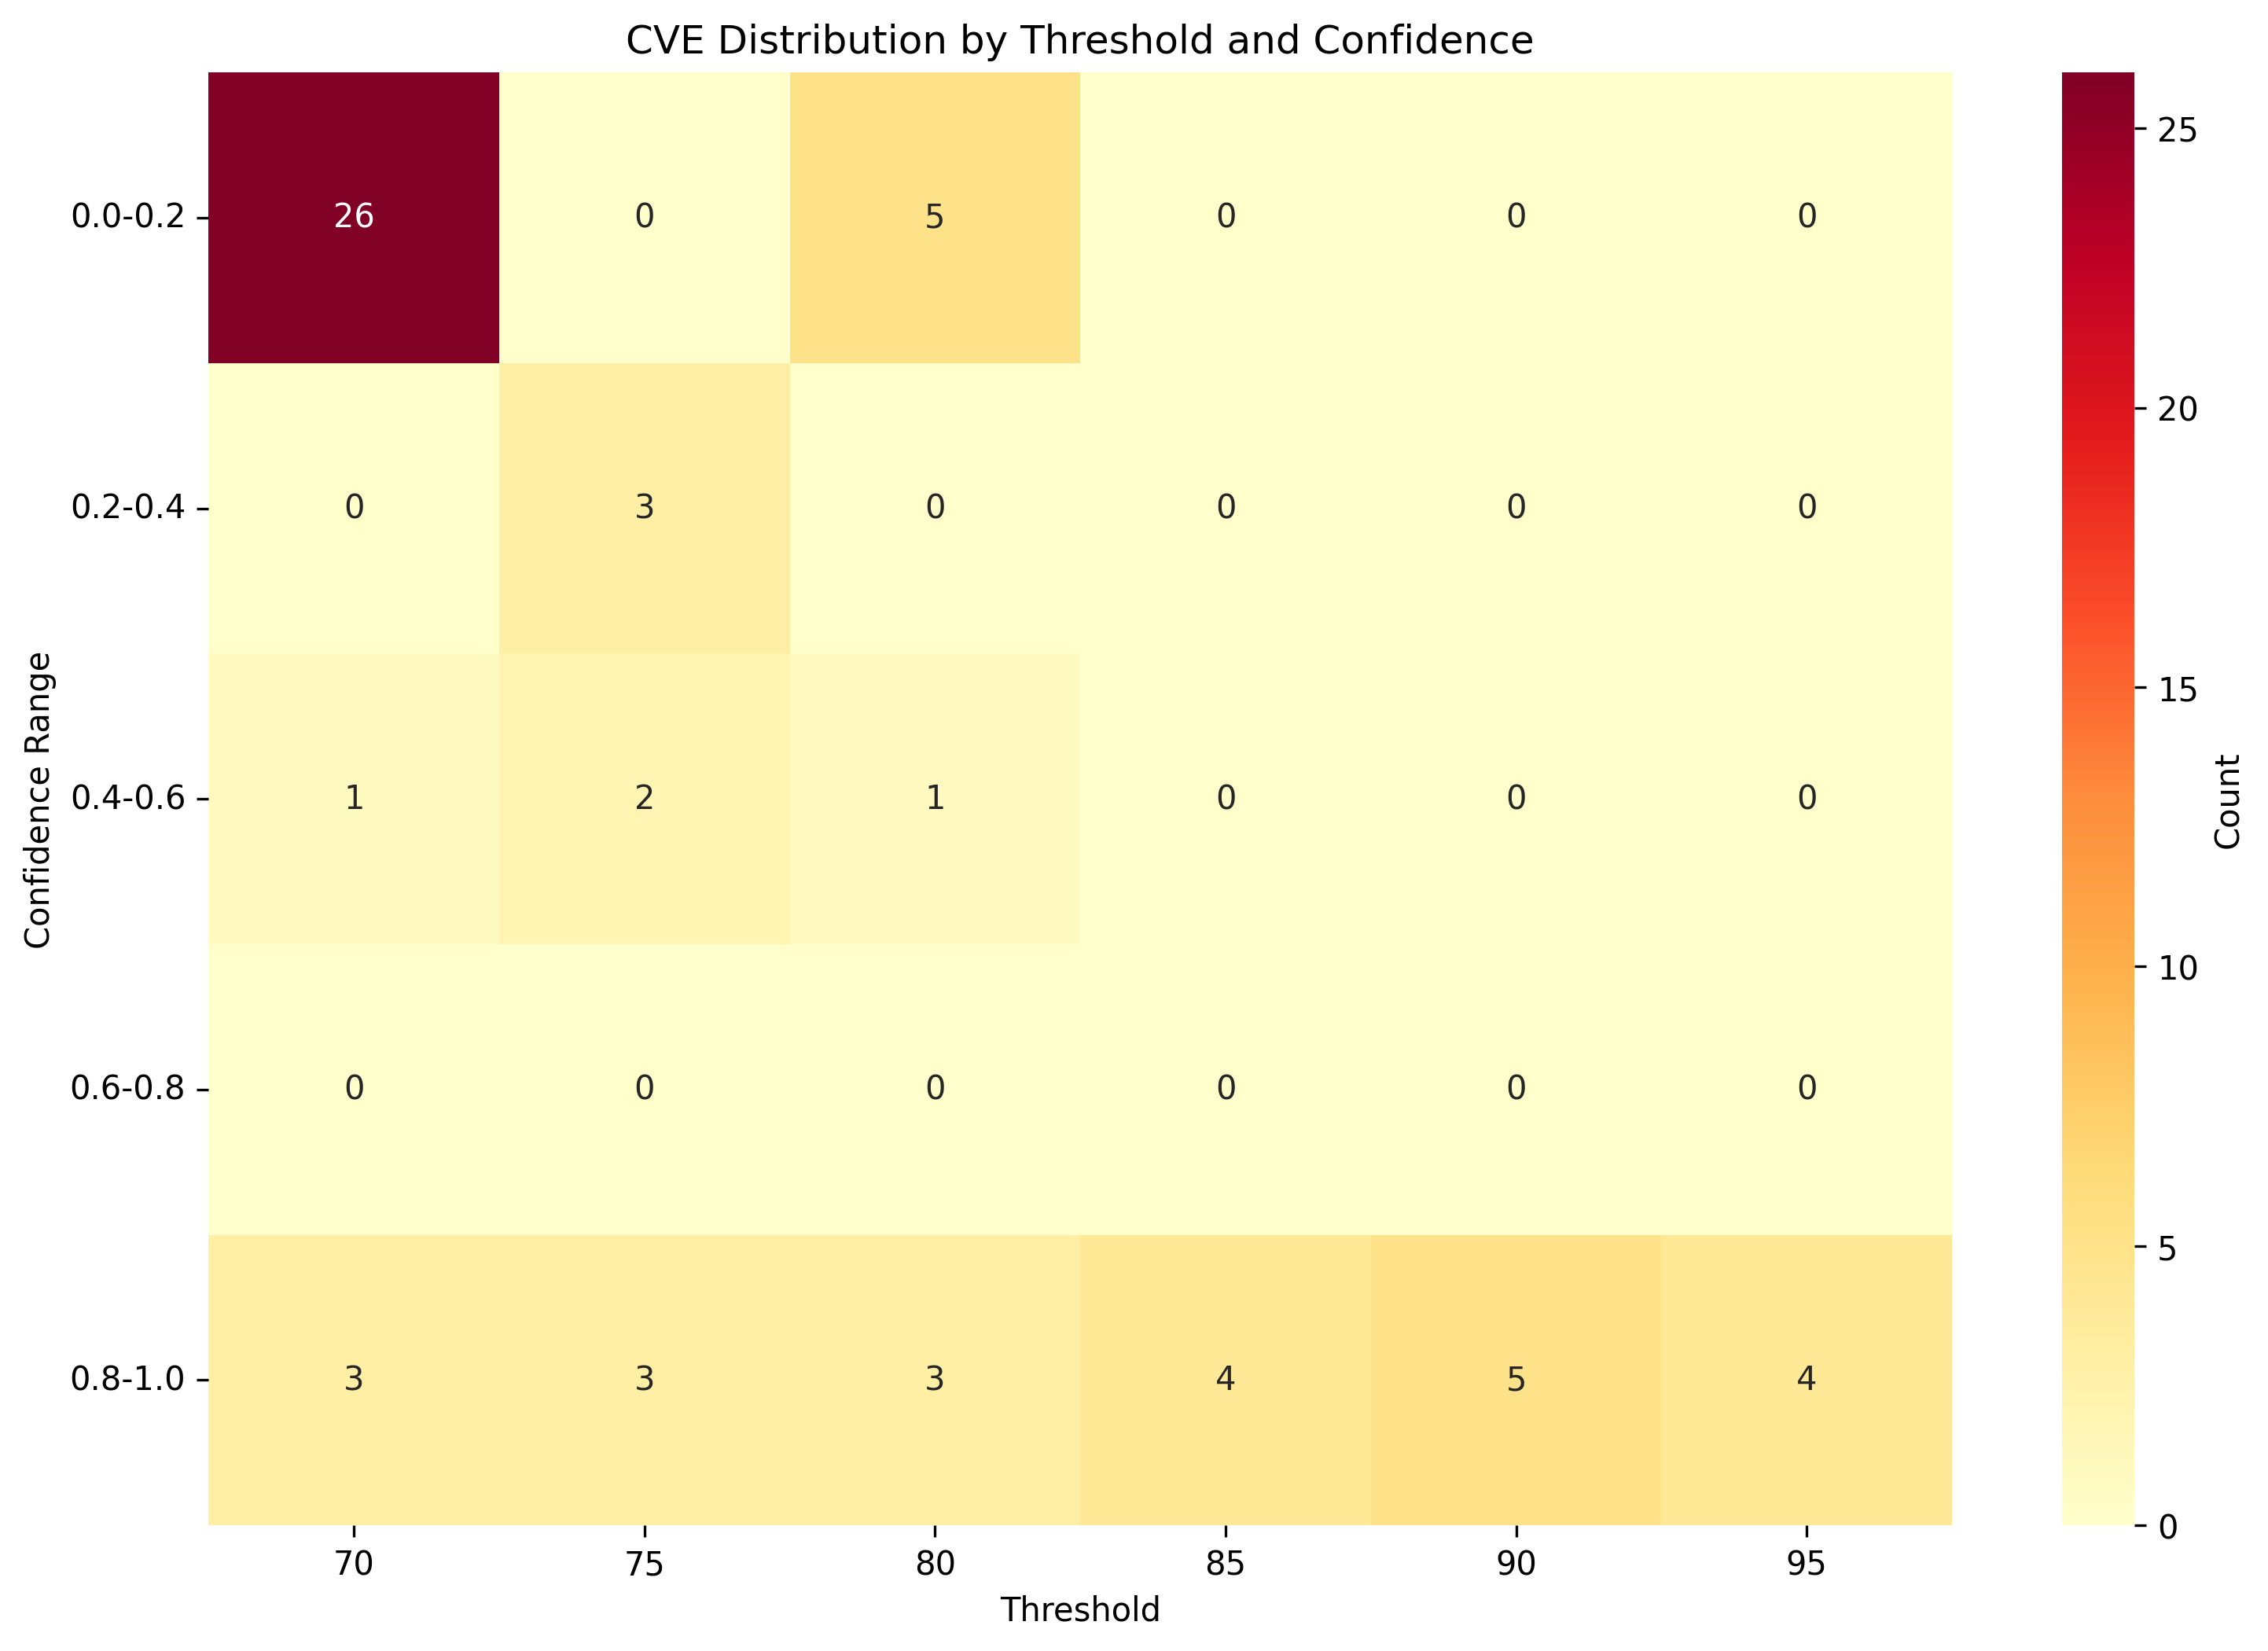 CVE Distribution by Threshold and Confidence
Confidence Range
0.0-0.2 26 0 5 0 0 0
0.2-0.4 0 3 0 0 0 0
0.4-0.6 1 2 1 0 0 0
0.6-0.8 0 0 0 0 0 0
0.8-1.0 3 3 3 4 5 4
70 75 80 85 90 95
Threshold
25
20
15
10
5
0
Count